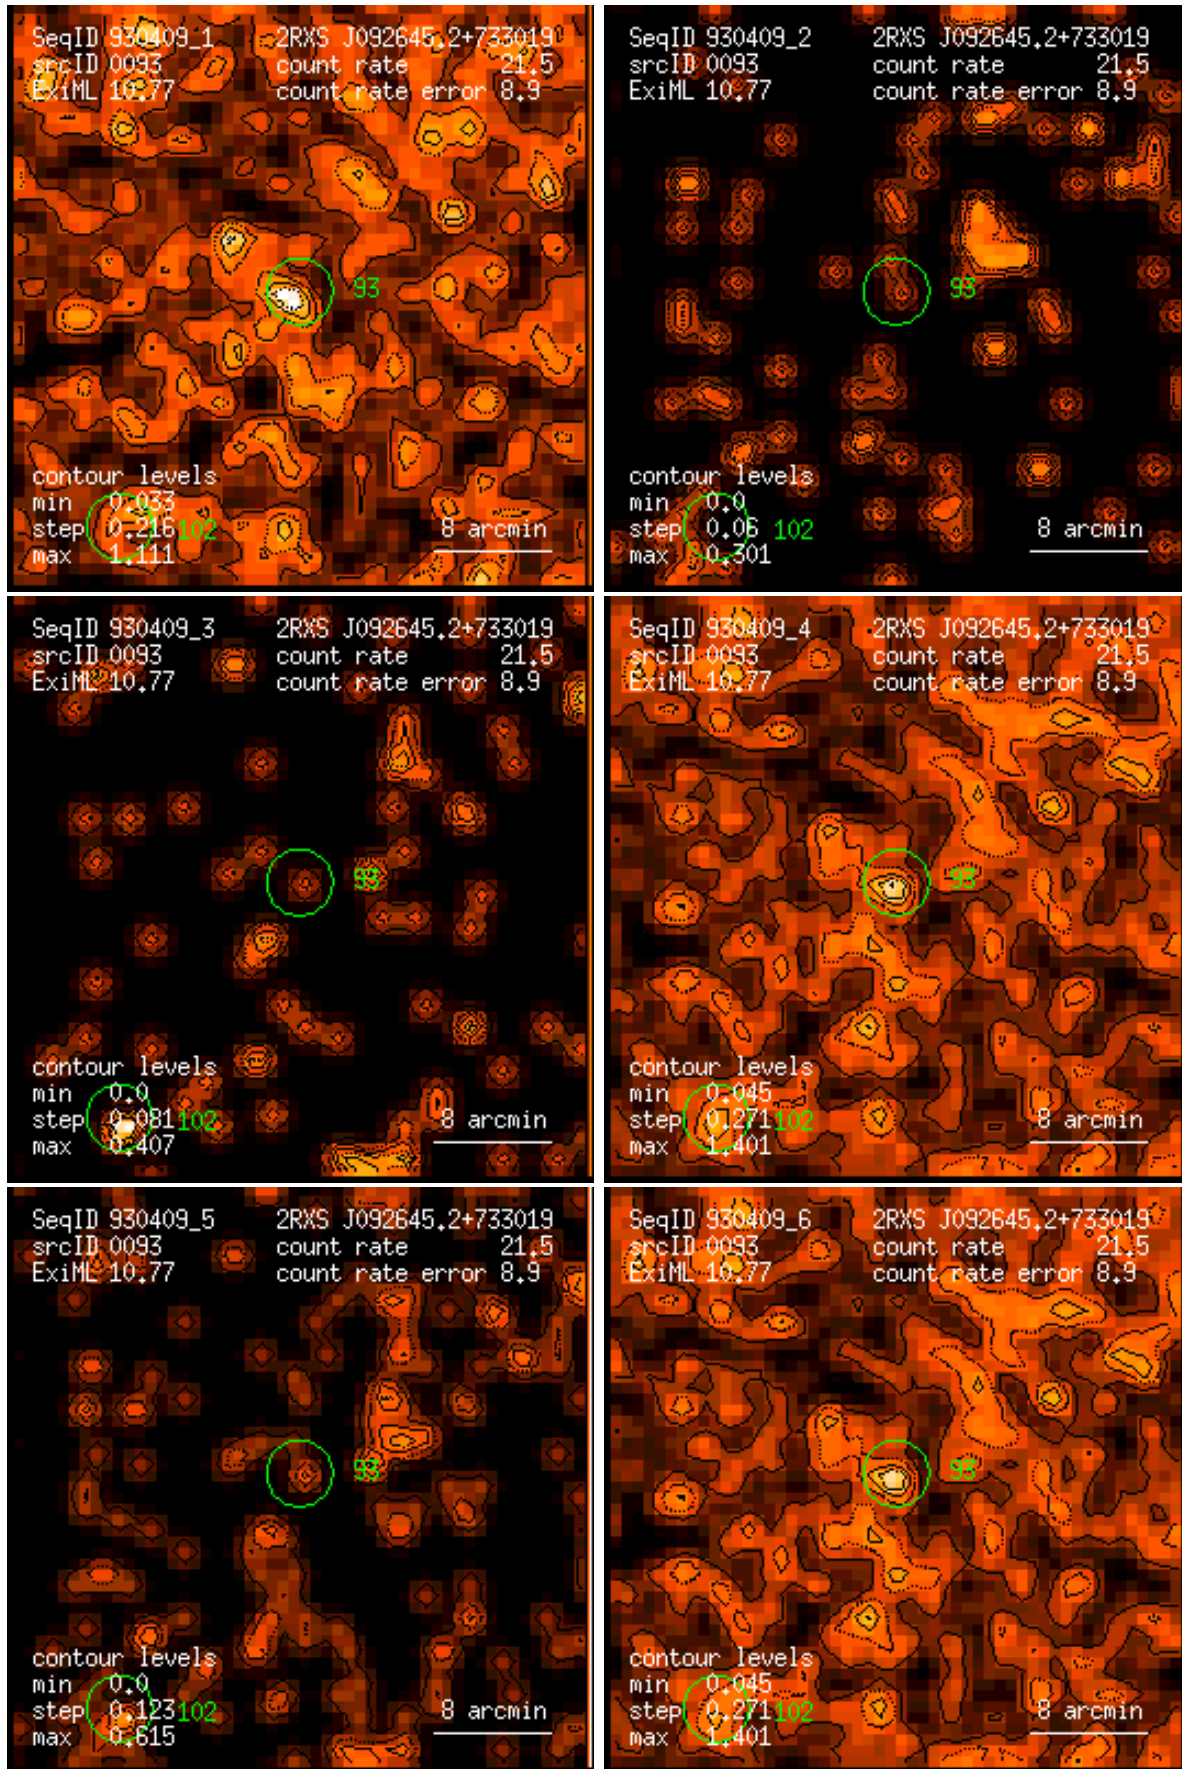 SeqID 930409_1 2RXS J092645.2+733019
srcID 0093 count rate 21.5
ExiML 10.77 count rate error 8.9
93
contour levels
min 0.033
step 0.216 102 8 arcmin
max 1.111
SeqID 930409_2 2RXS J092645.2+733019
srcID 0093 count rate 21.5
ExiML 10.77 count rate error 8.9
93
contour levels
min 0.0
step 0.06 102 8 arcmin
max 0.301
SeqID 930409_3 2RXS J092645.2+733019
srcID 0093 count rate 21.5
ExiML 10.77 count rate error 8.9
93
contour levels
min 0.0
step 0.081 102 8 arcmin
max 0.407
SeqID 930409_4 2RXS J092645.2+733019
srcID 0093 count rate 21.5
ExiML 10.77 count rate error 8.9
93
contour levels
min 0.045
step 0.271 102 8 arcmin
max 1.401
SeqID 930409_5 2RXS J092645.2+733019
srcID 0093 count rate 21.5
ExiML 10.77 count rate error 8.9
93
contour levels
min 0.0
step 0.123 102 8 arcmin
max 0.615
SeqID 930409_6 2RXS J092645.2+733019
srcID 0093 count rate 21.5
ExiML 10.77 count rate error 8.9
93
contour levels
min 0.045
step 0.271 102 8 arcmin
max 1.401